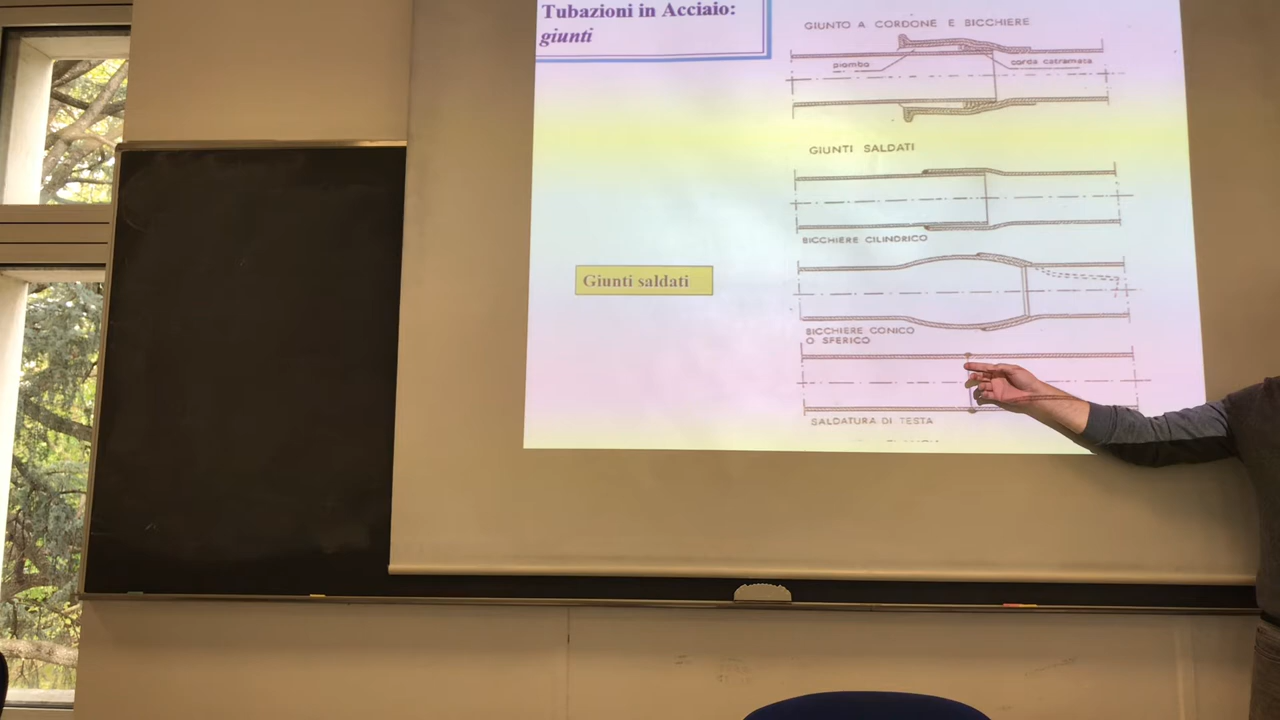 Tubazioni in Acciaio:
giunti
GIUNTO A CORDONE E BICCHIERE
piombo
corda catramata
GIUNTI SALDATI
BICCHIERE CILINDRICO
Giunti saldati
BICCHIERE CONICO
O SFERICO
SALDATURA DI TESTA